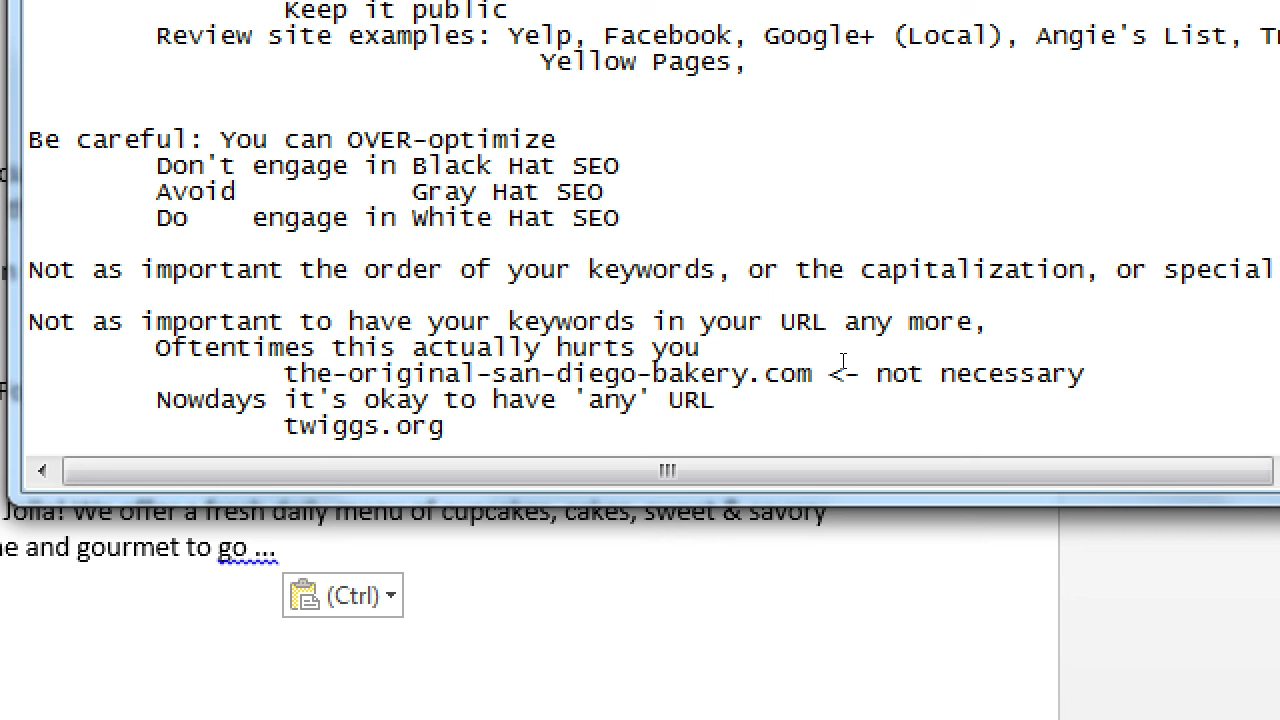 Keep it public
Review site examples: Yelp, Facebook, Google+ (Local), Angie's List,
Yellow Pages,
Be careful: You can OVER-optimize
Don't engage in Black Hat SEO
Avoid Gray Hat SEO
Do engage in White Hat SEO
Not as important the order of your keywords, or the capitalization, or special
Not as important to have your keywords in your URL any more,
Oftentimes this actually hurts you
the-original-san-diego-bakery.com <- not necessary
Nowdays it's okay to have 'any' URL
twiggs.org
Jolla! We offer a fresh daily menu of cupcakes, cakes, sweet & savory
and gourmet to go ...
(Ctrl)